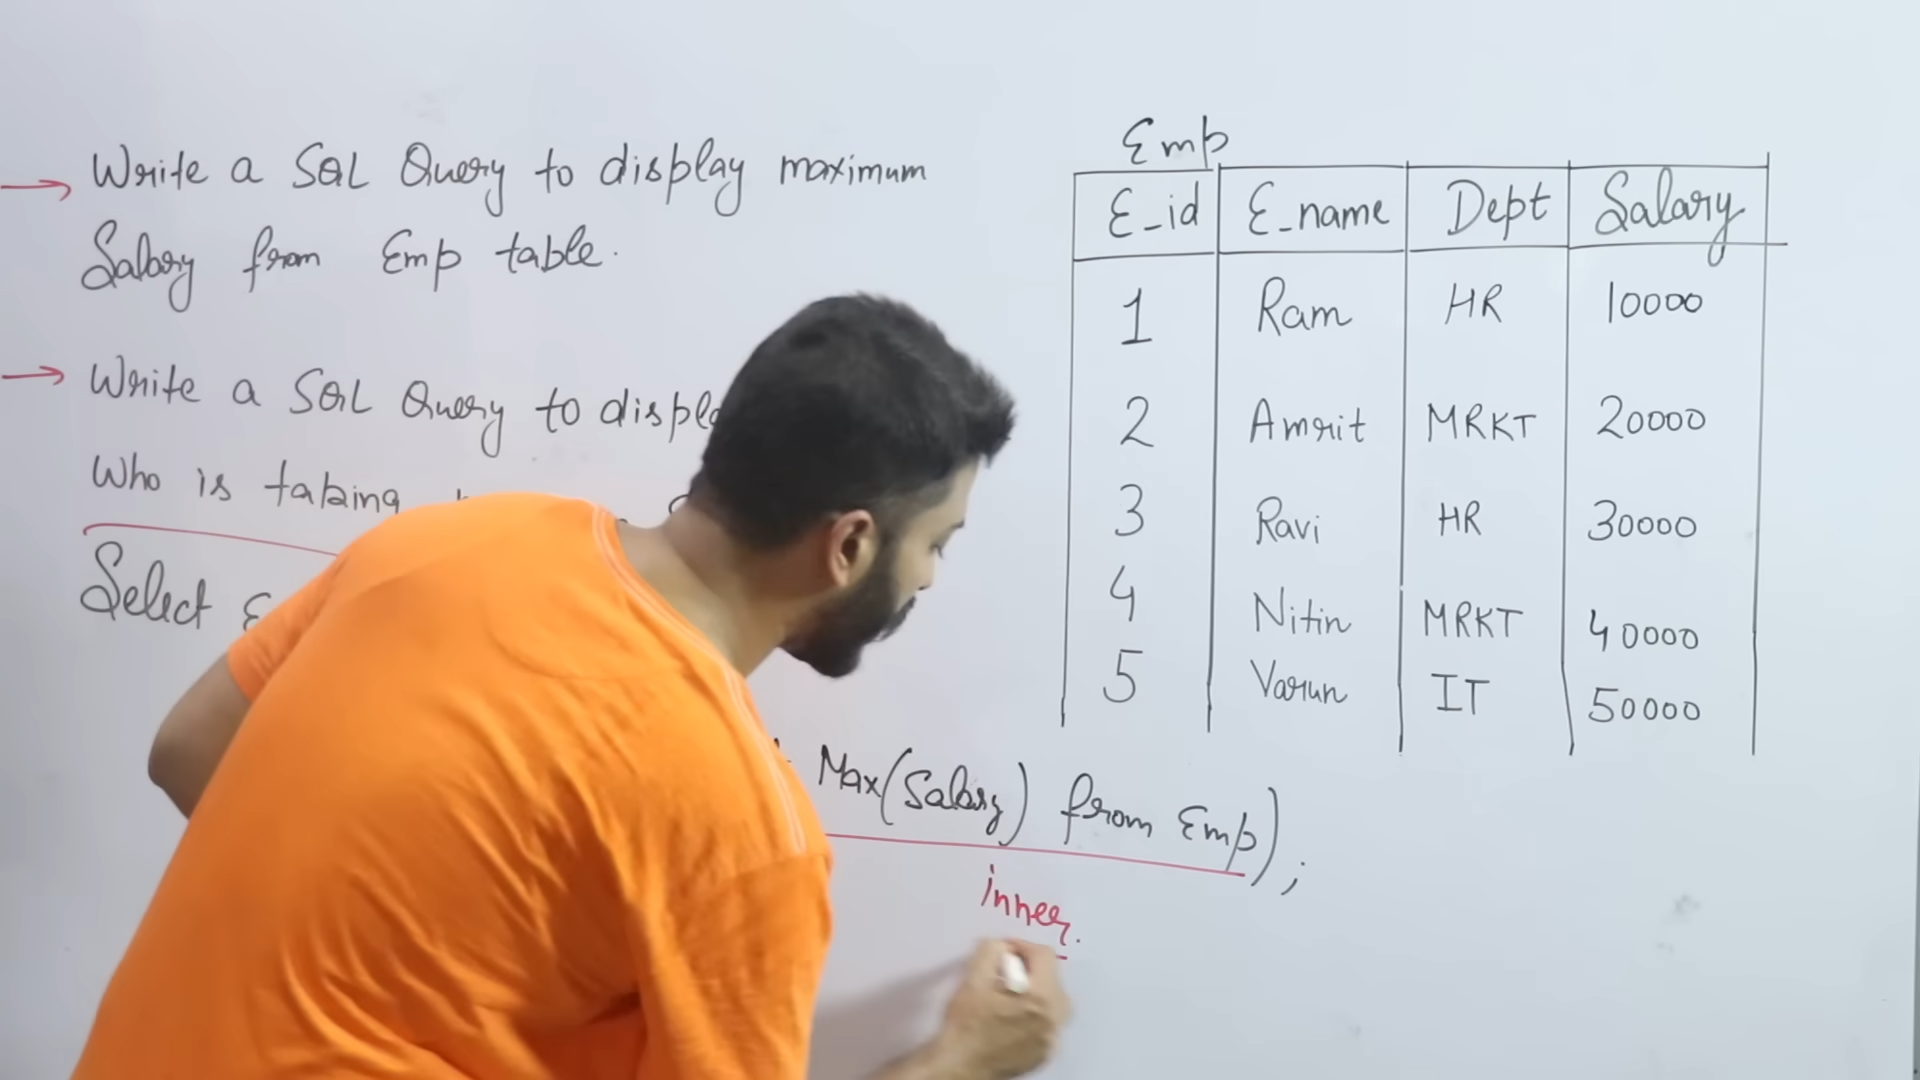 Write a SQL Query to display maximum
Salary from Emp table.
Write a SQL Query to
Who is taking
Select
Max(Salary) from Emp);
inner.
Emp
E_id E_name Dept Salary
1 Ram HR 10000
2 Amrit MRKT 20000
3 Ravi HR 30000
4 Nitin MRKT 40000
5 Varun IT 50000